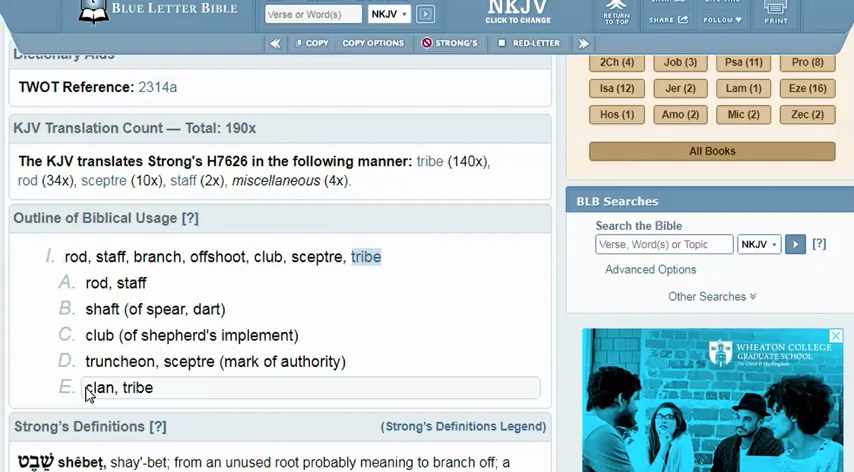 BLUE LETTER BIBLE
Verse or Word(s)
NKJV
NKJV
CLICK TO CHANGE
RETURN TO TOP
SHARE
FOLLOW
PRINT
COPY
COPY OPTIONS
STRONG'S
RED-LETTER
Dictionary Aids
TWOT Reference: 2314a
KJV Translation Count — Total: 190x
The KJV translates Strong's H7626 in the following manner: tribe (140x),
rod (34x), sceptre (10x), staff (2x), miscellaneous (4x).
Outline of Biblical Usage [?]
I. rod, staff, branch, offshoot, club, sceptre, tribe
A. rod, staff
B. shaft (of spear, dart)
C. club (of shepherd's implement)
D. truncheon, sceptre (mark of authority)
E. clan, tribe
Strong's Definitions [?]
(Strong's Definitions Legend)
שֵׁבֶט shêbeṭ, shay'-bet; from an unused root probably meaning to branch off; a
2Ch (4) Job (3) Psa (11) Pro (8)
Isa (12) Jer (2) Lam (1) Eze (16)
Hos (1) Amo (2) Mic (2) Zec (2)
All Books
BLB Searches
Search the Bible
Verse, Word(s) or Topic
NKJV
[?]
Advanced Options
Other Searches
WHEATON COLLEGE
GRADUATE SCHOOL
For Christ & His Kingdom